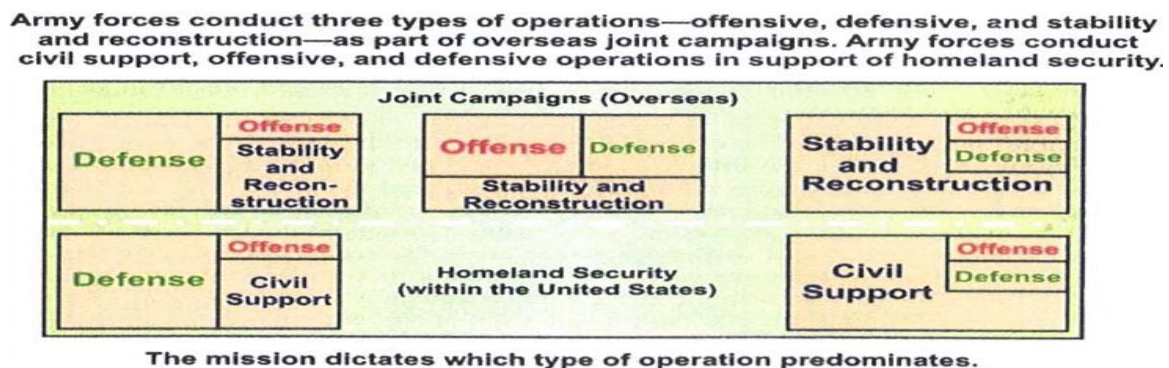 Army forces conduct three types of operations—offensive, defensive, and stability
and reconstruction—as part of overseas joint campaigns. Army forces conduct
civil support, offensive, and defensive operations in support of homeland security.
Joint Campaigns (Overseas)
Defense
Offense
Stability
and
Recon-
struction
Offense
Defense
Stability and
Reconstruction
Stability
and
Reconstruction
Offense
Defense
Defense
Offense
Civil
Support
Homeland Security
(within the United States)
Civil
Support
Offense
Defense
The mission dictates which type of operation predominates.